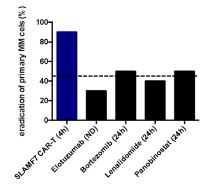 eradication of primary MM cells (%)
100
80
60
40
20
0
SLAMF7 CAR-T (4h)
Elotuzumab (ND)
Bortezomib (24h)
Lonalidomide (24h)
Panobinostat (24h)